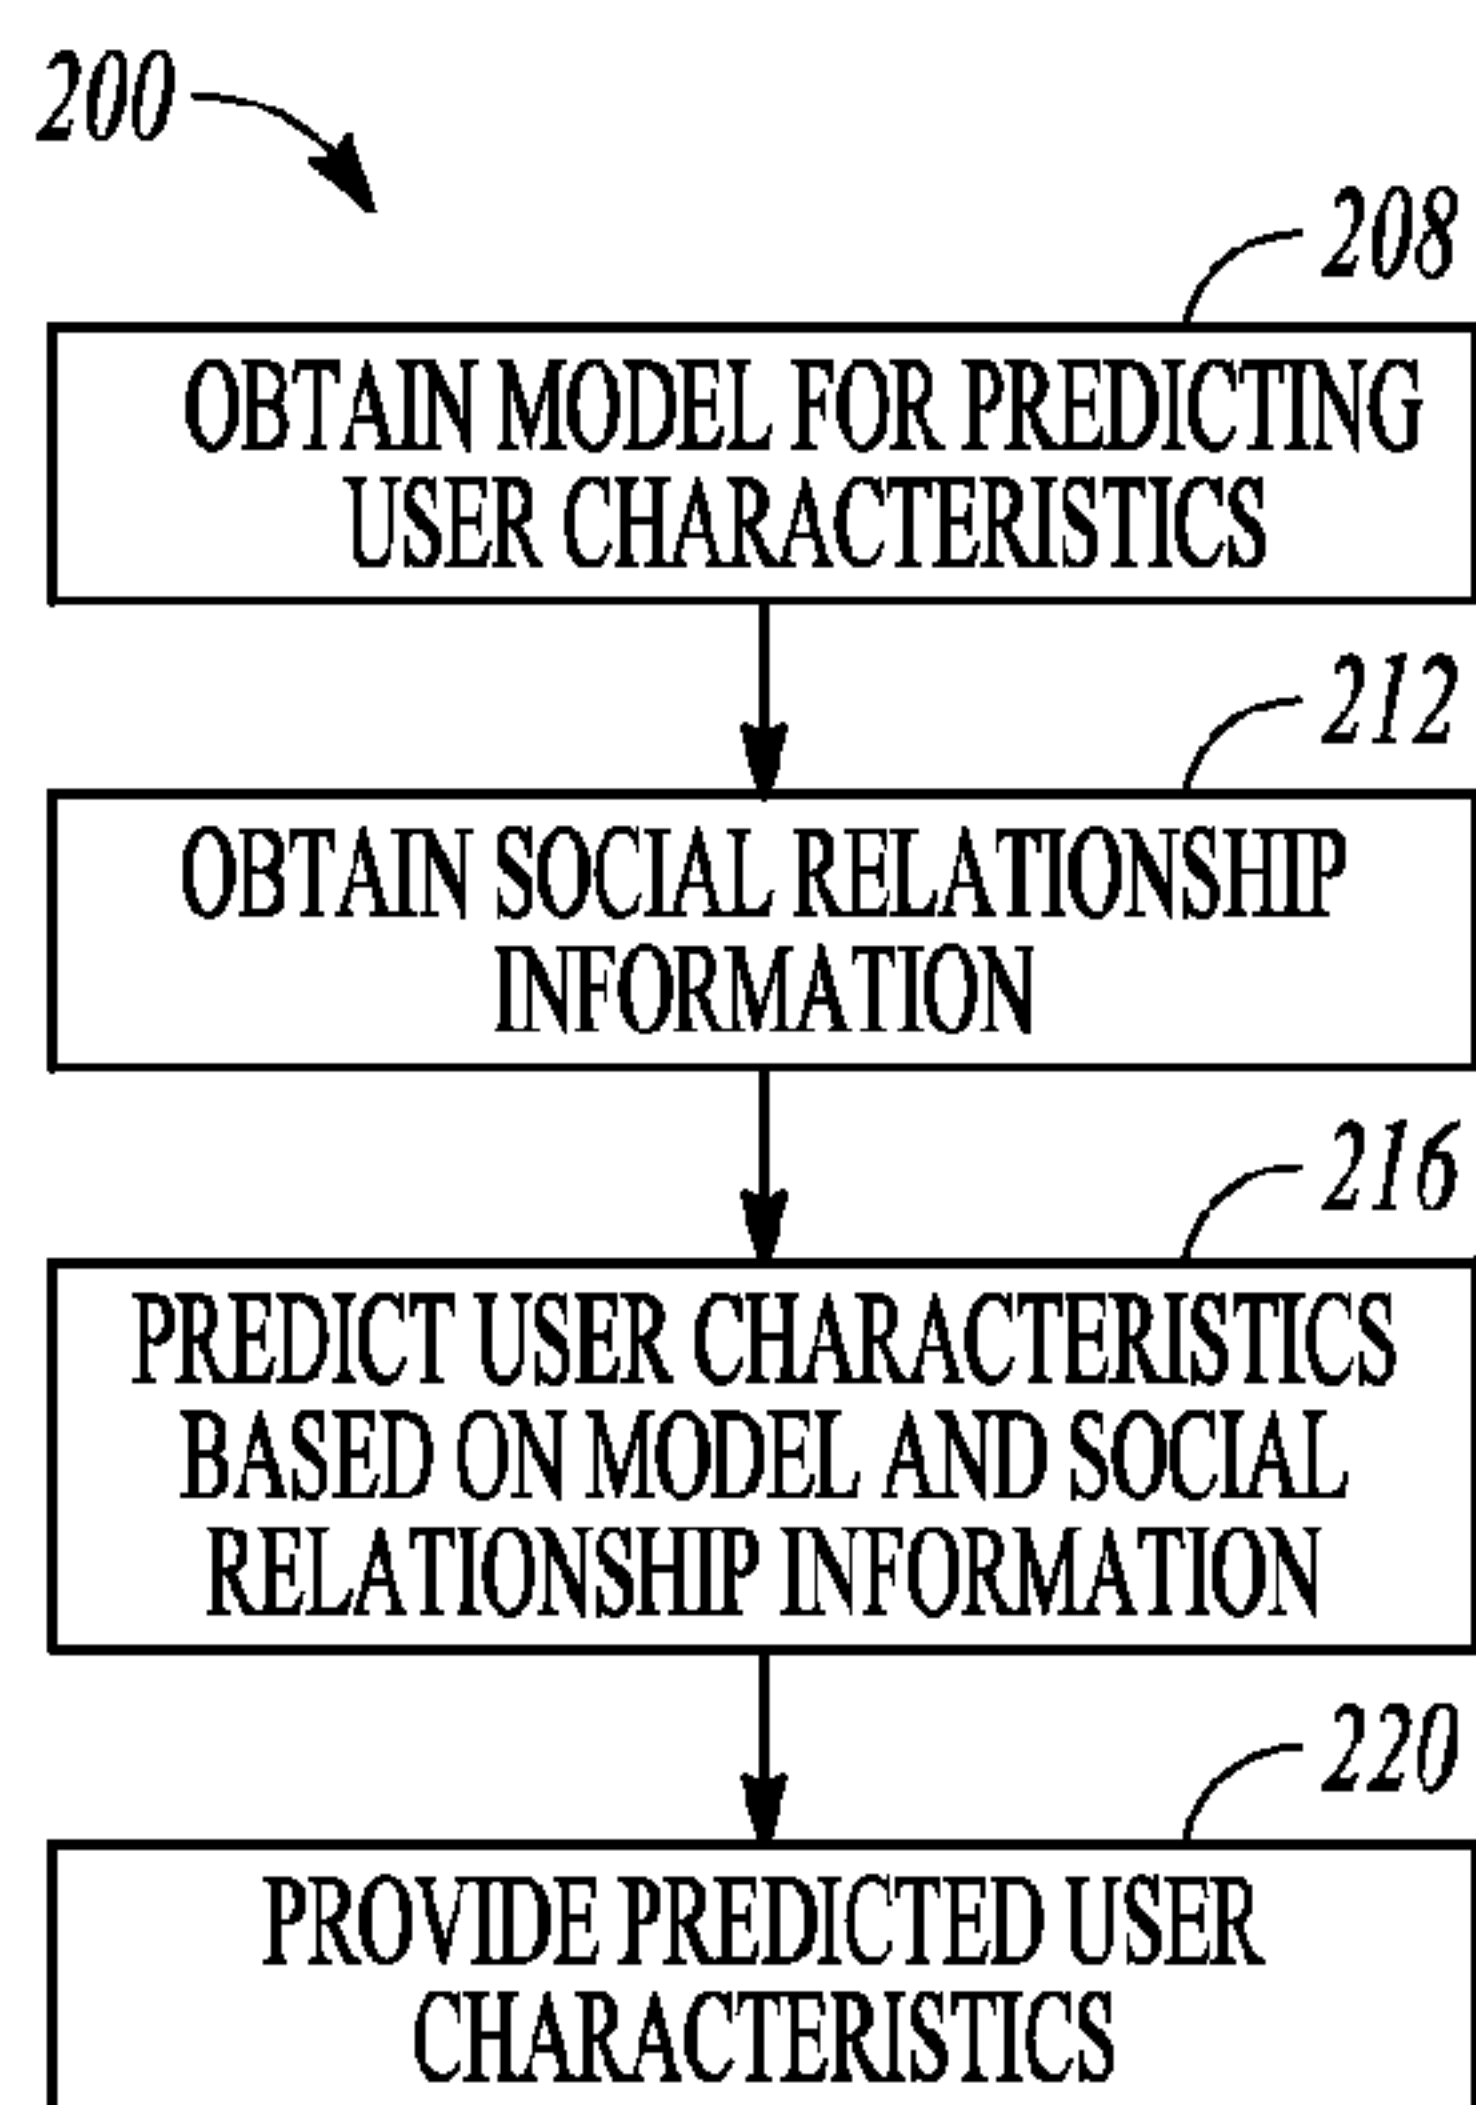 200
208
OBTAIN MODEL FOR PREDICTING
USER CHARACTERISTICS
212
OBTAIN SOCIAL RELATIONSHIP
INFORMATION
216
PREDICT USER CHARACTERISTICS
BASED ON MODEL AND SOCIAL
RELATIONSHIP INFORMATION
220
PROVIDE PREDICTED USER
CHARACTERISTICS